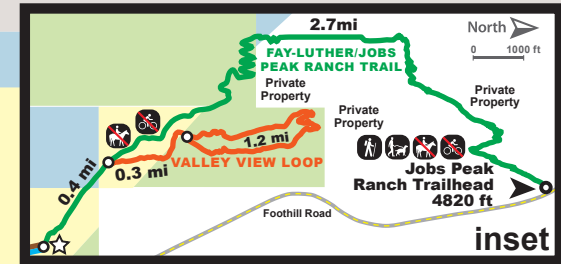 2.7mi
North
0 1000 ft
FAY-LUTHER/JOBS
PEAK RANCH TRAIL
Private
Property
Private
Property
Private
Property
1.2 mi
VALLEY VIEW LOOP
0.3 mi
0.4 mi
Jobs Peak
Ranch Trailhead
4820 ft
Foothill Road
inset